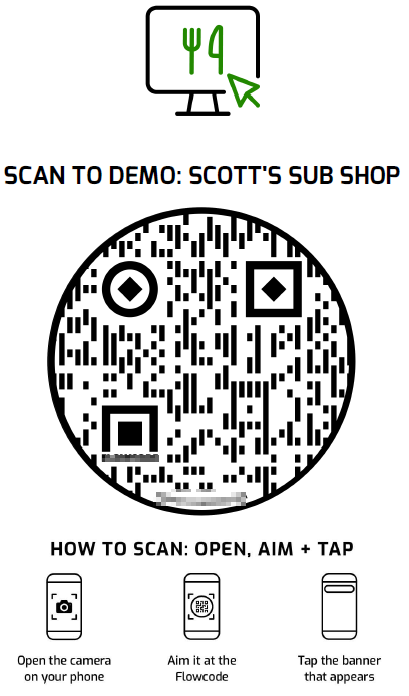 SCAN TO DEMO: SCOTT'S SUB SHOP
HOW TO SCAN: OPEN, AIM + TAP
Open the camera
on your phone
Aim it at the
Flowcode
Tap the banner
that appears